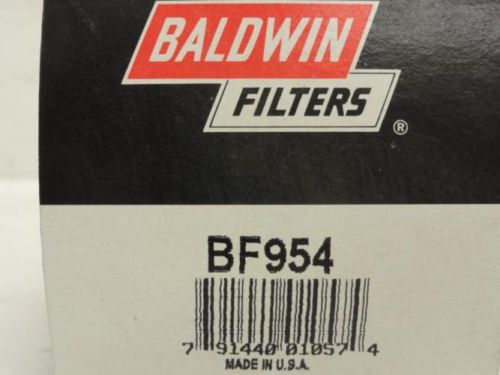 BALDWIN
FILTERS
®
BF954
7 91440 01057 4
MADE IN U.S.A.